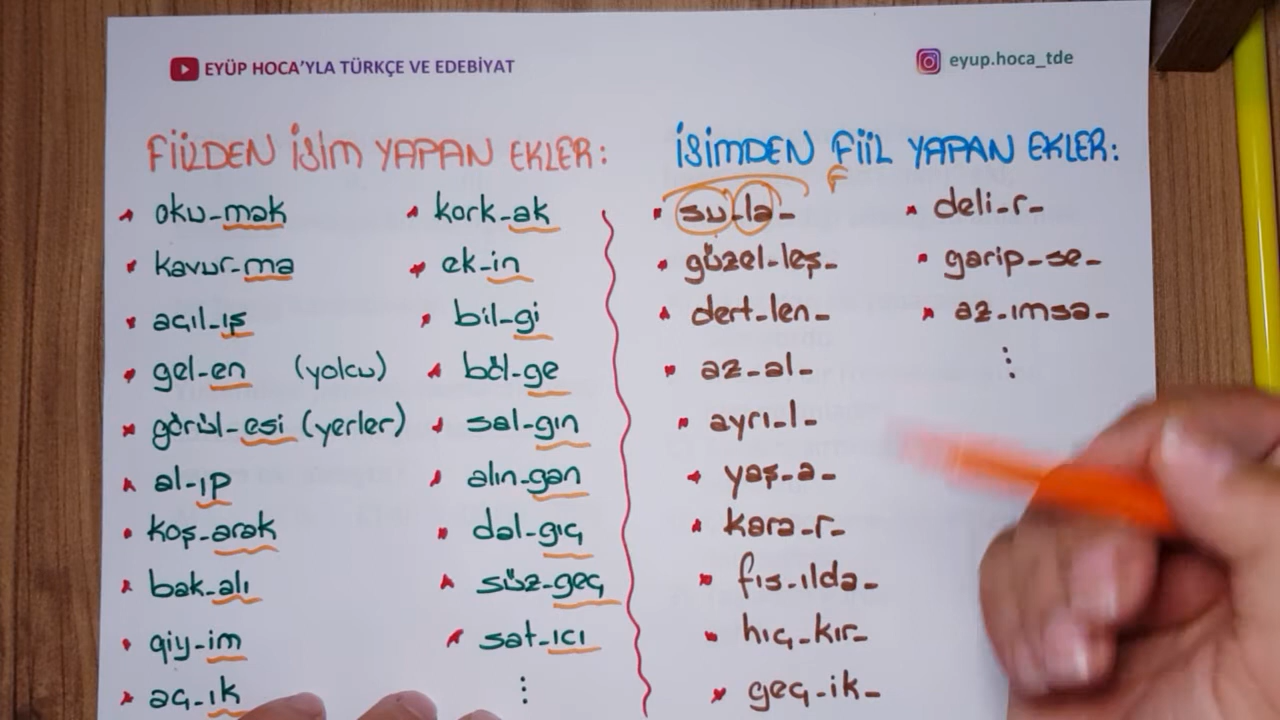 EYÜP HOCA'YLA TÜRKÇE VE EDEBİYAT
eyup.hoca_tde
FİİLDEN İSİM YAPAN EKLER:
oku-mak
kavur-ma
açıl-ış
gel-en (yolcu)
görül-esi (yerler)
al-ıp
koş-arak
bak-alı
giy-im
aç-ık
kork-ak
ek-in
bil-gi
böl-ge
sal-gın
alın-gan
dal-gıç
süz-geç
sat-ıcı
⋮
İSİMDEN FİİL YAPAN EKLER:
F
su-la-
güzel-leş-
dert-len-
az-al-
ayrı-l-
yaş-a-
kara-r-
fıs-ılda-
hıç-kır-
geç-ik-
deli-r-
garip-se-
az-ımsa-
⋮